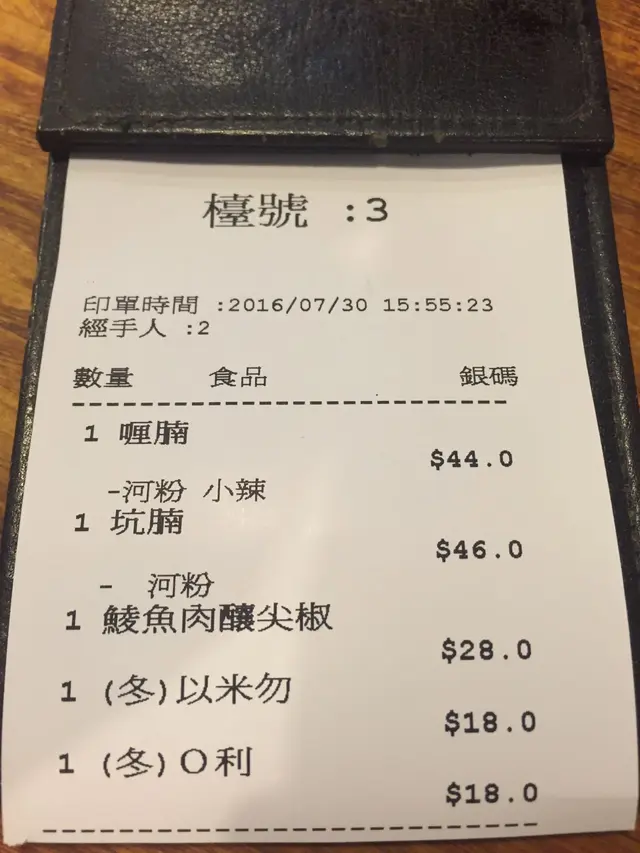 檯號 :3
印單時間 :2016/07/30 15:55:23
經手人 :2
數量 食品 銀碼
1 喱腩
$44.0
-河粉 小辣
1 坑腩
$46.0
- 河粉
1 鯪魚肉釀尖椒
$28.0
1 (冬)以米勿
$18.0
1 (冬)O利
$18.0